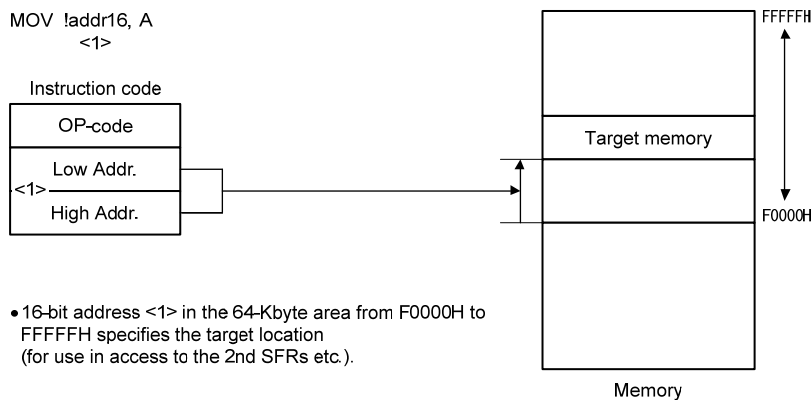 MOV !addr16, A
<1>
Instruction code
OP-code
Low Addr.
<1>
High Addr.
FFFFFH
Target memory
F0000H
• 16-bit address <1> in the 64-Kbyte area from F0000H to
FFFFFH specifies the target location
(for use in access to the 2nd SFRs etc.).
Memory